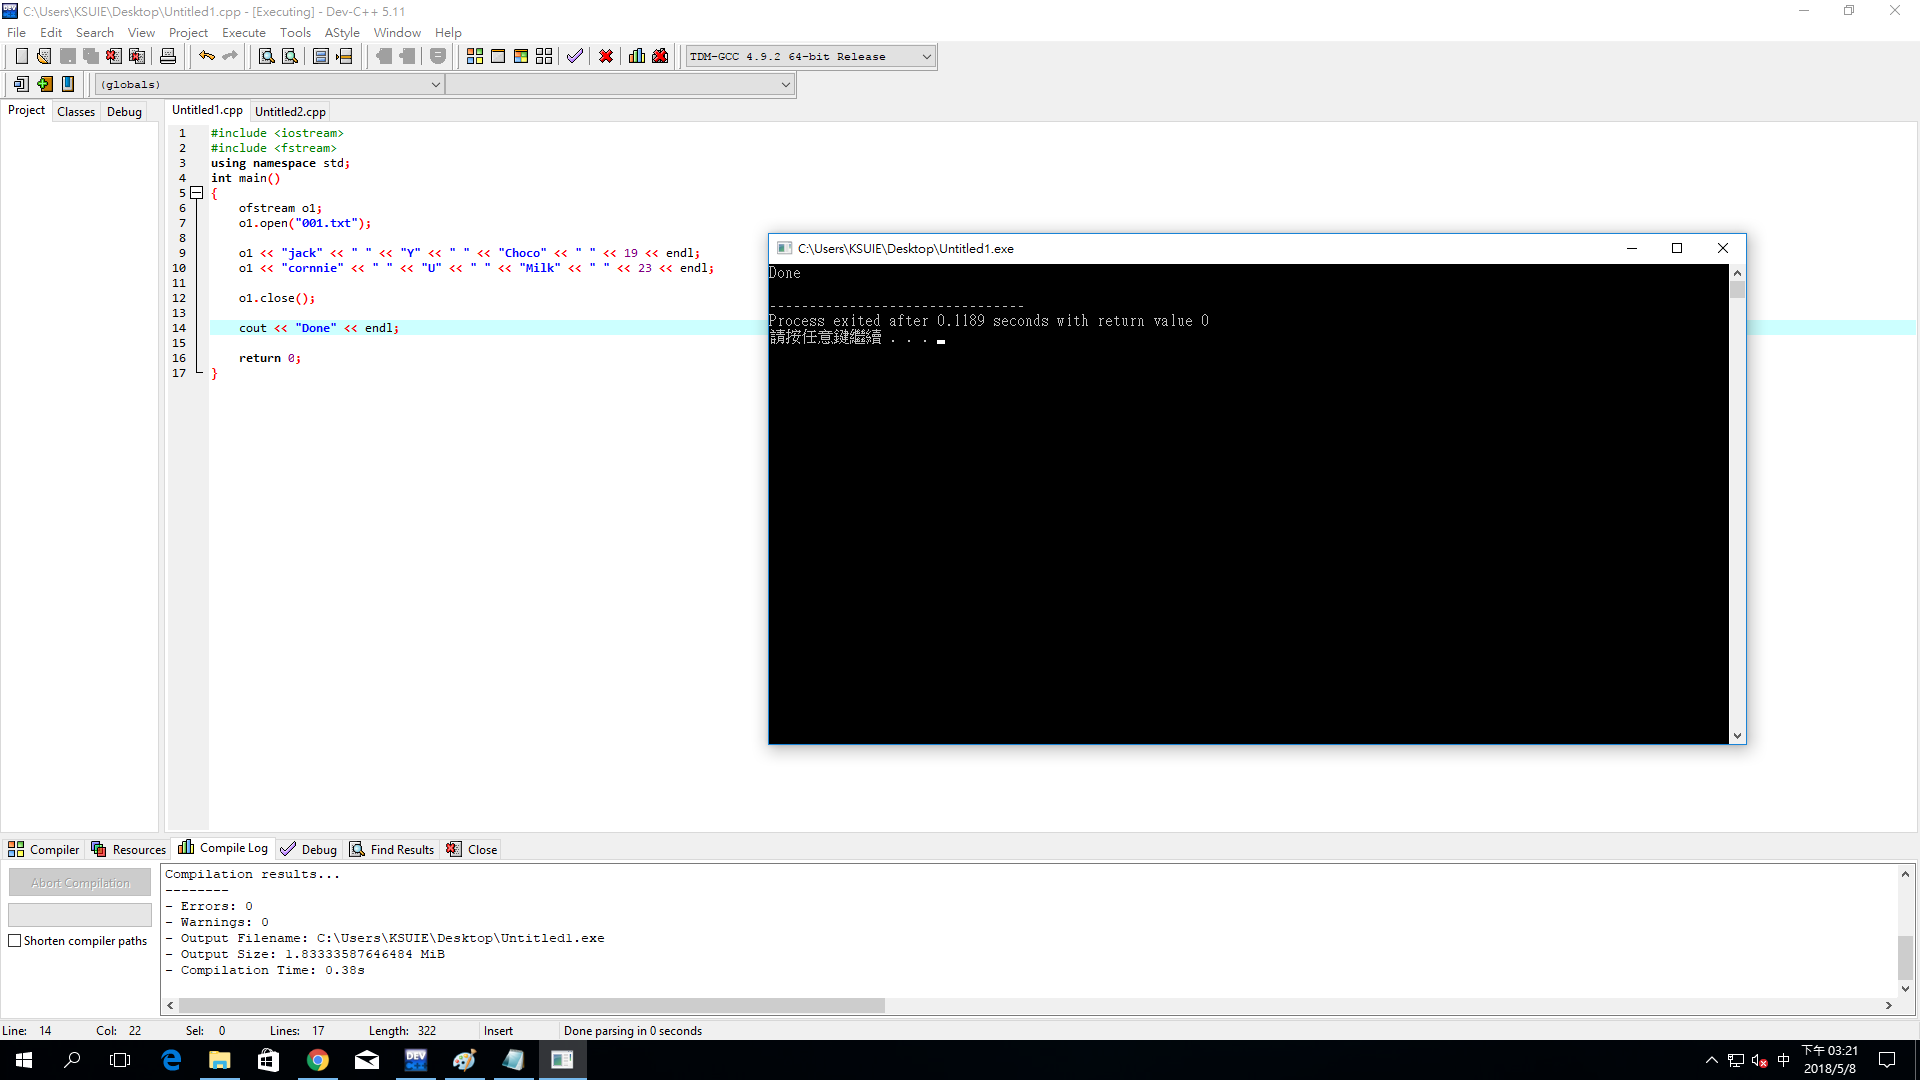 C:\Users\KSUIE\Desktop\Untitled1.cpp - [Executing] - Dev-C++ 5.11
File Edit Search View Project Execute Tools AStyle Window Help
TDM-GCC 4.9.2 64-bit Release
(globals)
Project Classes Debug
Untitled1.cpp Untitled2.cpp
1 #include <iostream>
2 #include <fstream>
3 using namespace std;
4 int main()
5 {
6 ofstream o1;
7 o1.open("001.txt");
8
9 o1 << "jack" << " " << "Y" << " " << "Choco" << " " << 19 << endl;
10 o1 << "cornnie" << " " << "U" << " " << "Milk" << " " << 23 << endl;
11
12 o1.close();
13
14 cout << "Done" << endl;
15
16 return 0;
17 }
C:\Users\KSUIE\Desktop\Untitled1.exe
Done
--------------------------------
Process exited after 0.1189 seconds with return value 0
請按任意鍵繼續 . . .
Compiler Resources Compile Log Debug Find Results Close
Abort Compilation
Shorten compiler paths
Compilation results...
--------
- Errors: 0
- Warnings: 0
- Output Filename: C:\Users\KSUIE\Desktop\Untitled1.exe
- Output Size: 1.83333587646484 MiB
- Compilation Time: 0.38s
Line: 14 Col: 22 Sel: 0 Lines: 17 Length: 322 Insert Done parsing in 0 seconds
DEV
中
下午 03:21
2018/5/8